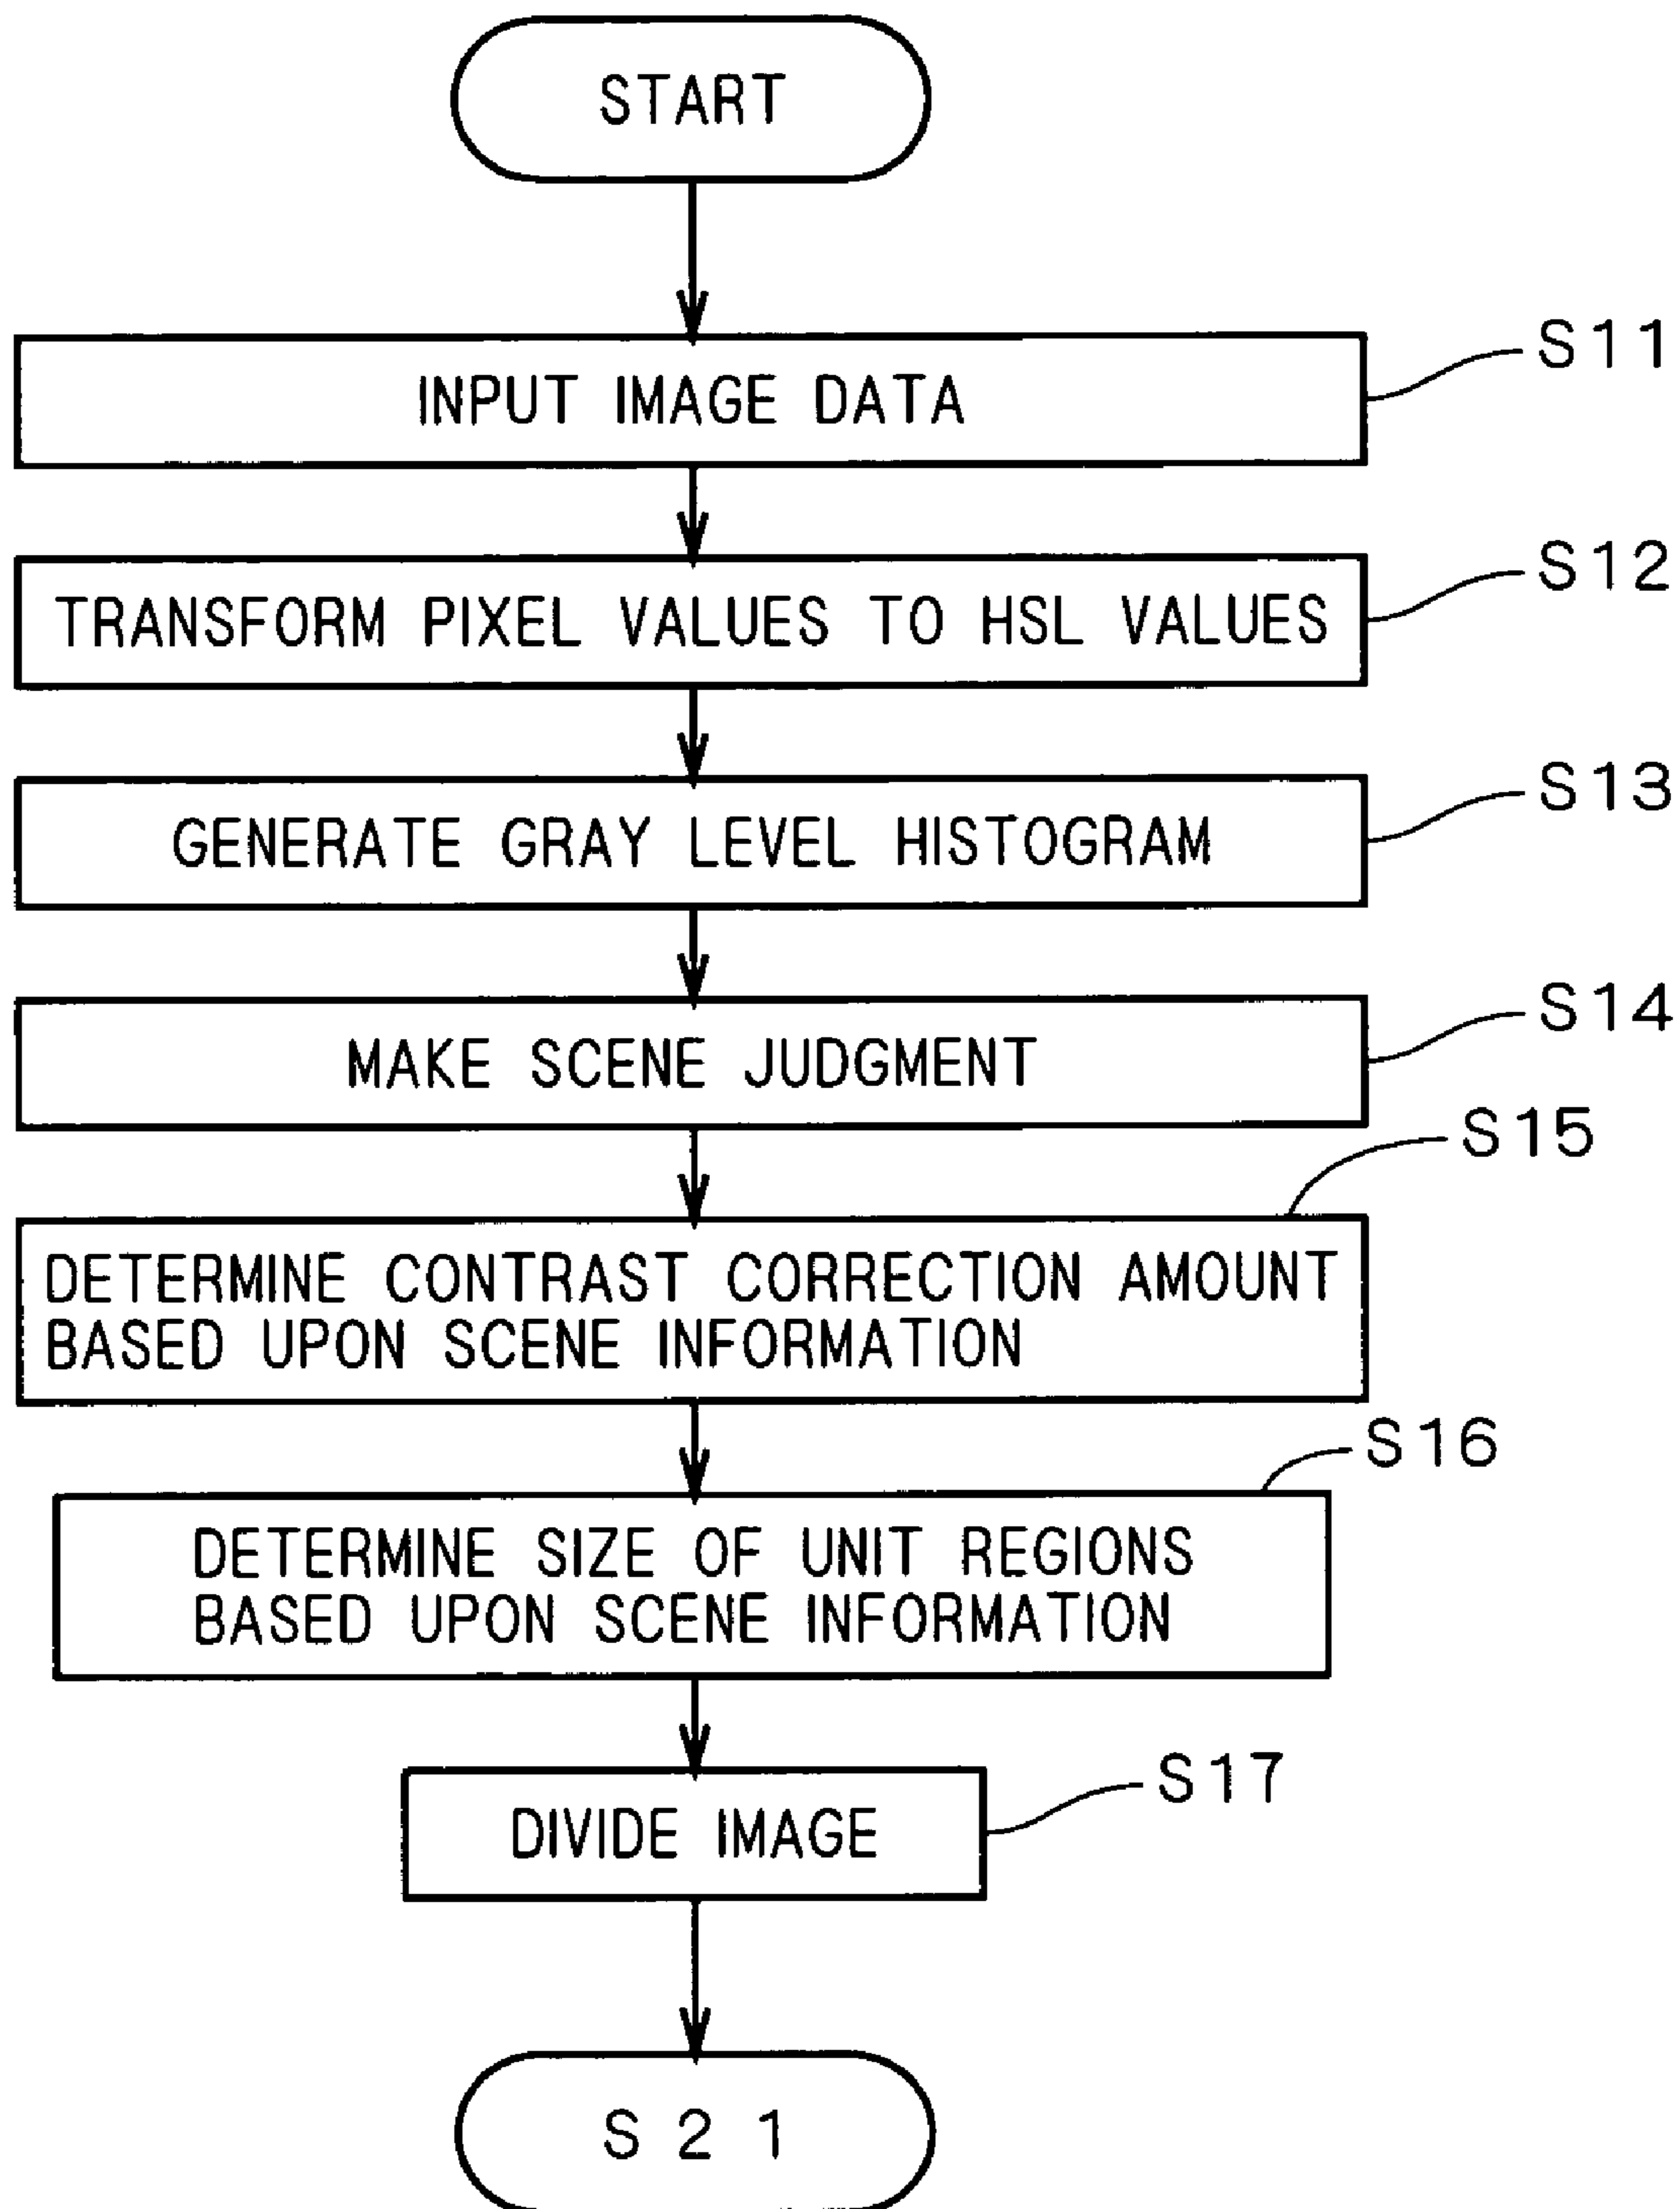 START
INPUT IMAGE DATA
S11
TRANSFORM PIXEL VALUES TO HSL VALUES
S12
GENERATE GRAY LEVEL HISTOGRAM
S13
MAKE SCENE JUDGMENT
S14
S15
DETERMINE CONTRAST CORRECTION AMOUNT
BASED UPON SCENE INFORMATION
S16
DETERMINE SIZE OF UNIT REGIONS
BASED UPON SCENE INFORMATION
S17
DIVIDE IMAGE
S 2 1